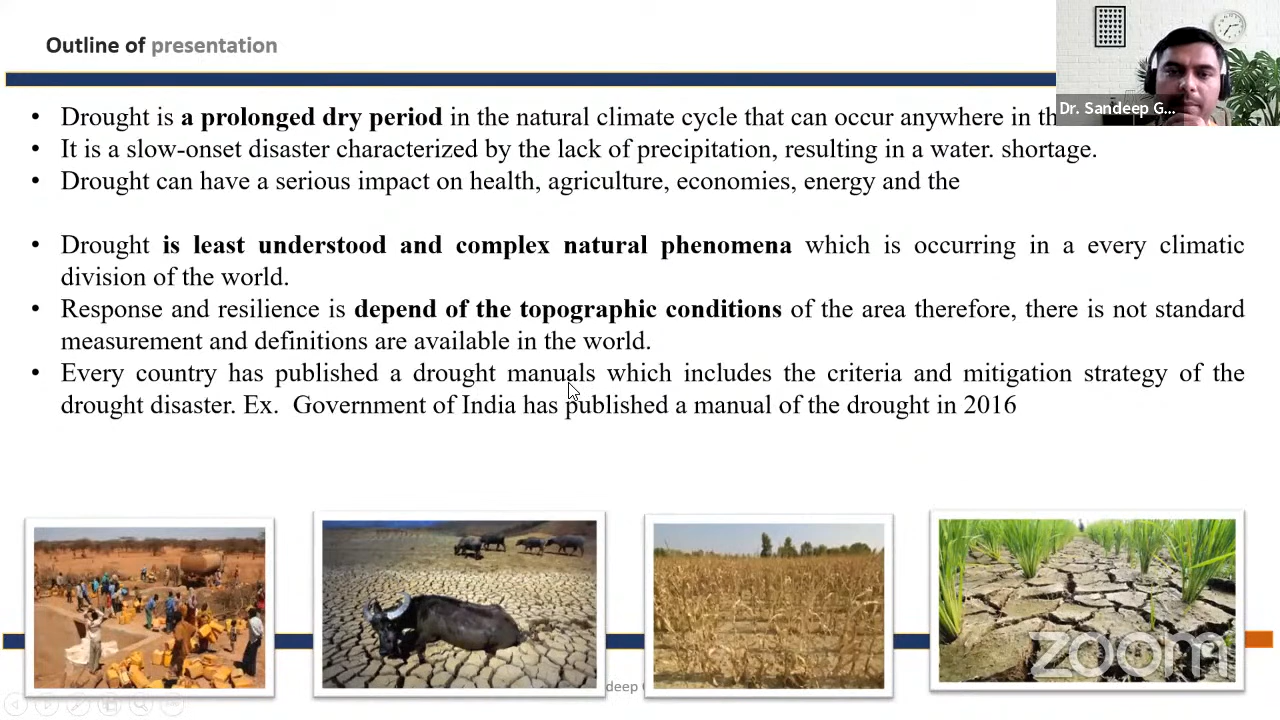 Outline of presentation
Dr. Sandeep G...
• Drought is a prolonged dry period in the natural climate cycle that can occur anywhere in
• It is a slow-onset disaster characterized by the lack of precipitation, resulting in a water. shortage.
• Drought can have a serious impact on health, agriculture, economies, energy and the
• Drought is least understood and complex natural phenomena which is occurring in a every climatic
division of the world.
• Response and resilience is depend of the topographic conditions of the area therefore, there is not standard
measurement and definitions are available in the world.
• Every country has published a drought manuals which includes the criteria and mitigation strategy of the
drought disaster. Ex. Government of India has published a manual of the drought in 2016
zoom